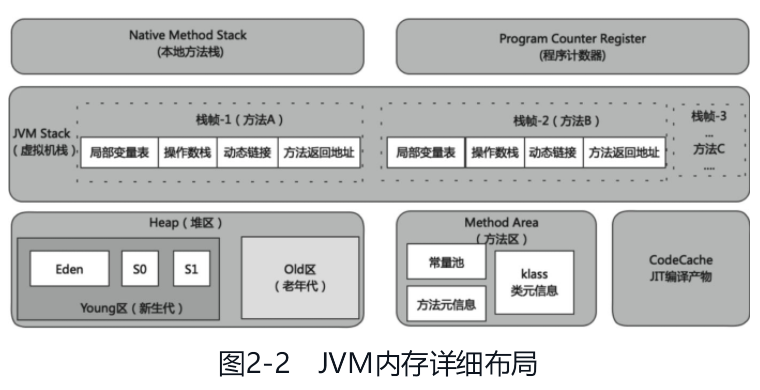 Native Method Stack
(本地方法栈)
Program Counter Register
(程序计数器)
JVM Stack
(虚拟机栈)
栈帧-1(方法A)
局部变量表
操作数栈
动态链接
方法返回地址
栈帧-2(方法B)
局部变量表
操作数栈
动态链接
方法返回地址
栈帧-3
...
方法C
....
Heap(堆区)
Eden
S0
S1
Young区(新生代)
Old区
(老年代)
Method Area
(方法区)
常量池
方法元信息
klass
类元信息
CodeCache
JIT编译产物
图2-2 JVM内存详细布局